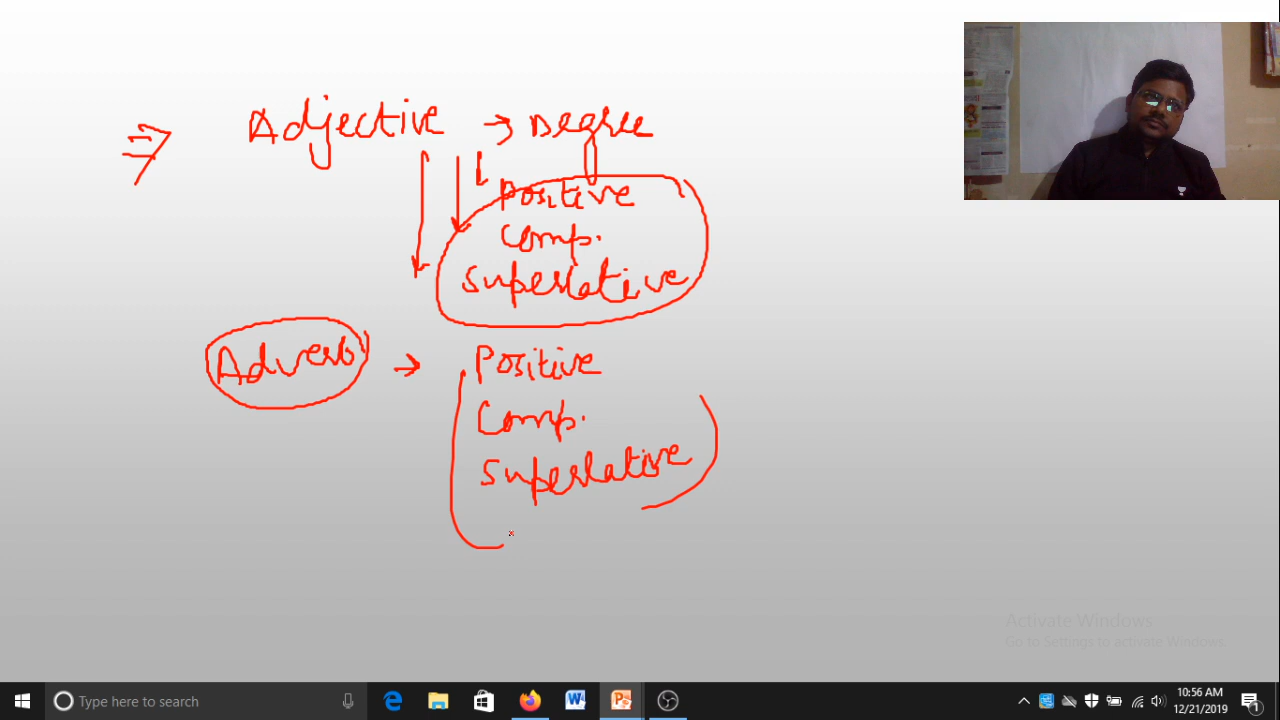 ⇒ Adjective → Degree
Positive
Comp.
Superlative
Adverb → Positive
Comp.
Superlative
Activate Windows
Go to Settings to activate Windows.
Type here to search
10:56 AM
12/21/2019